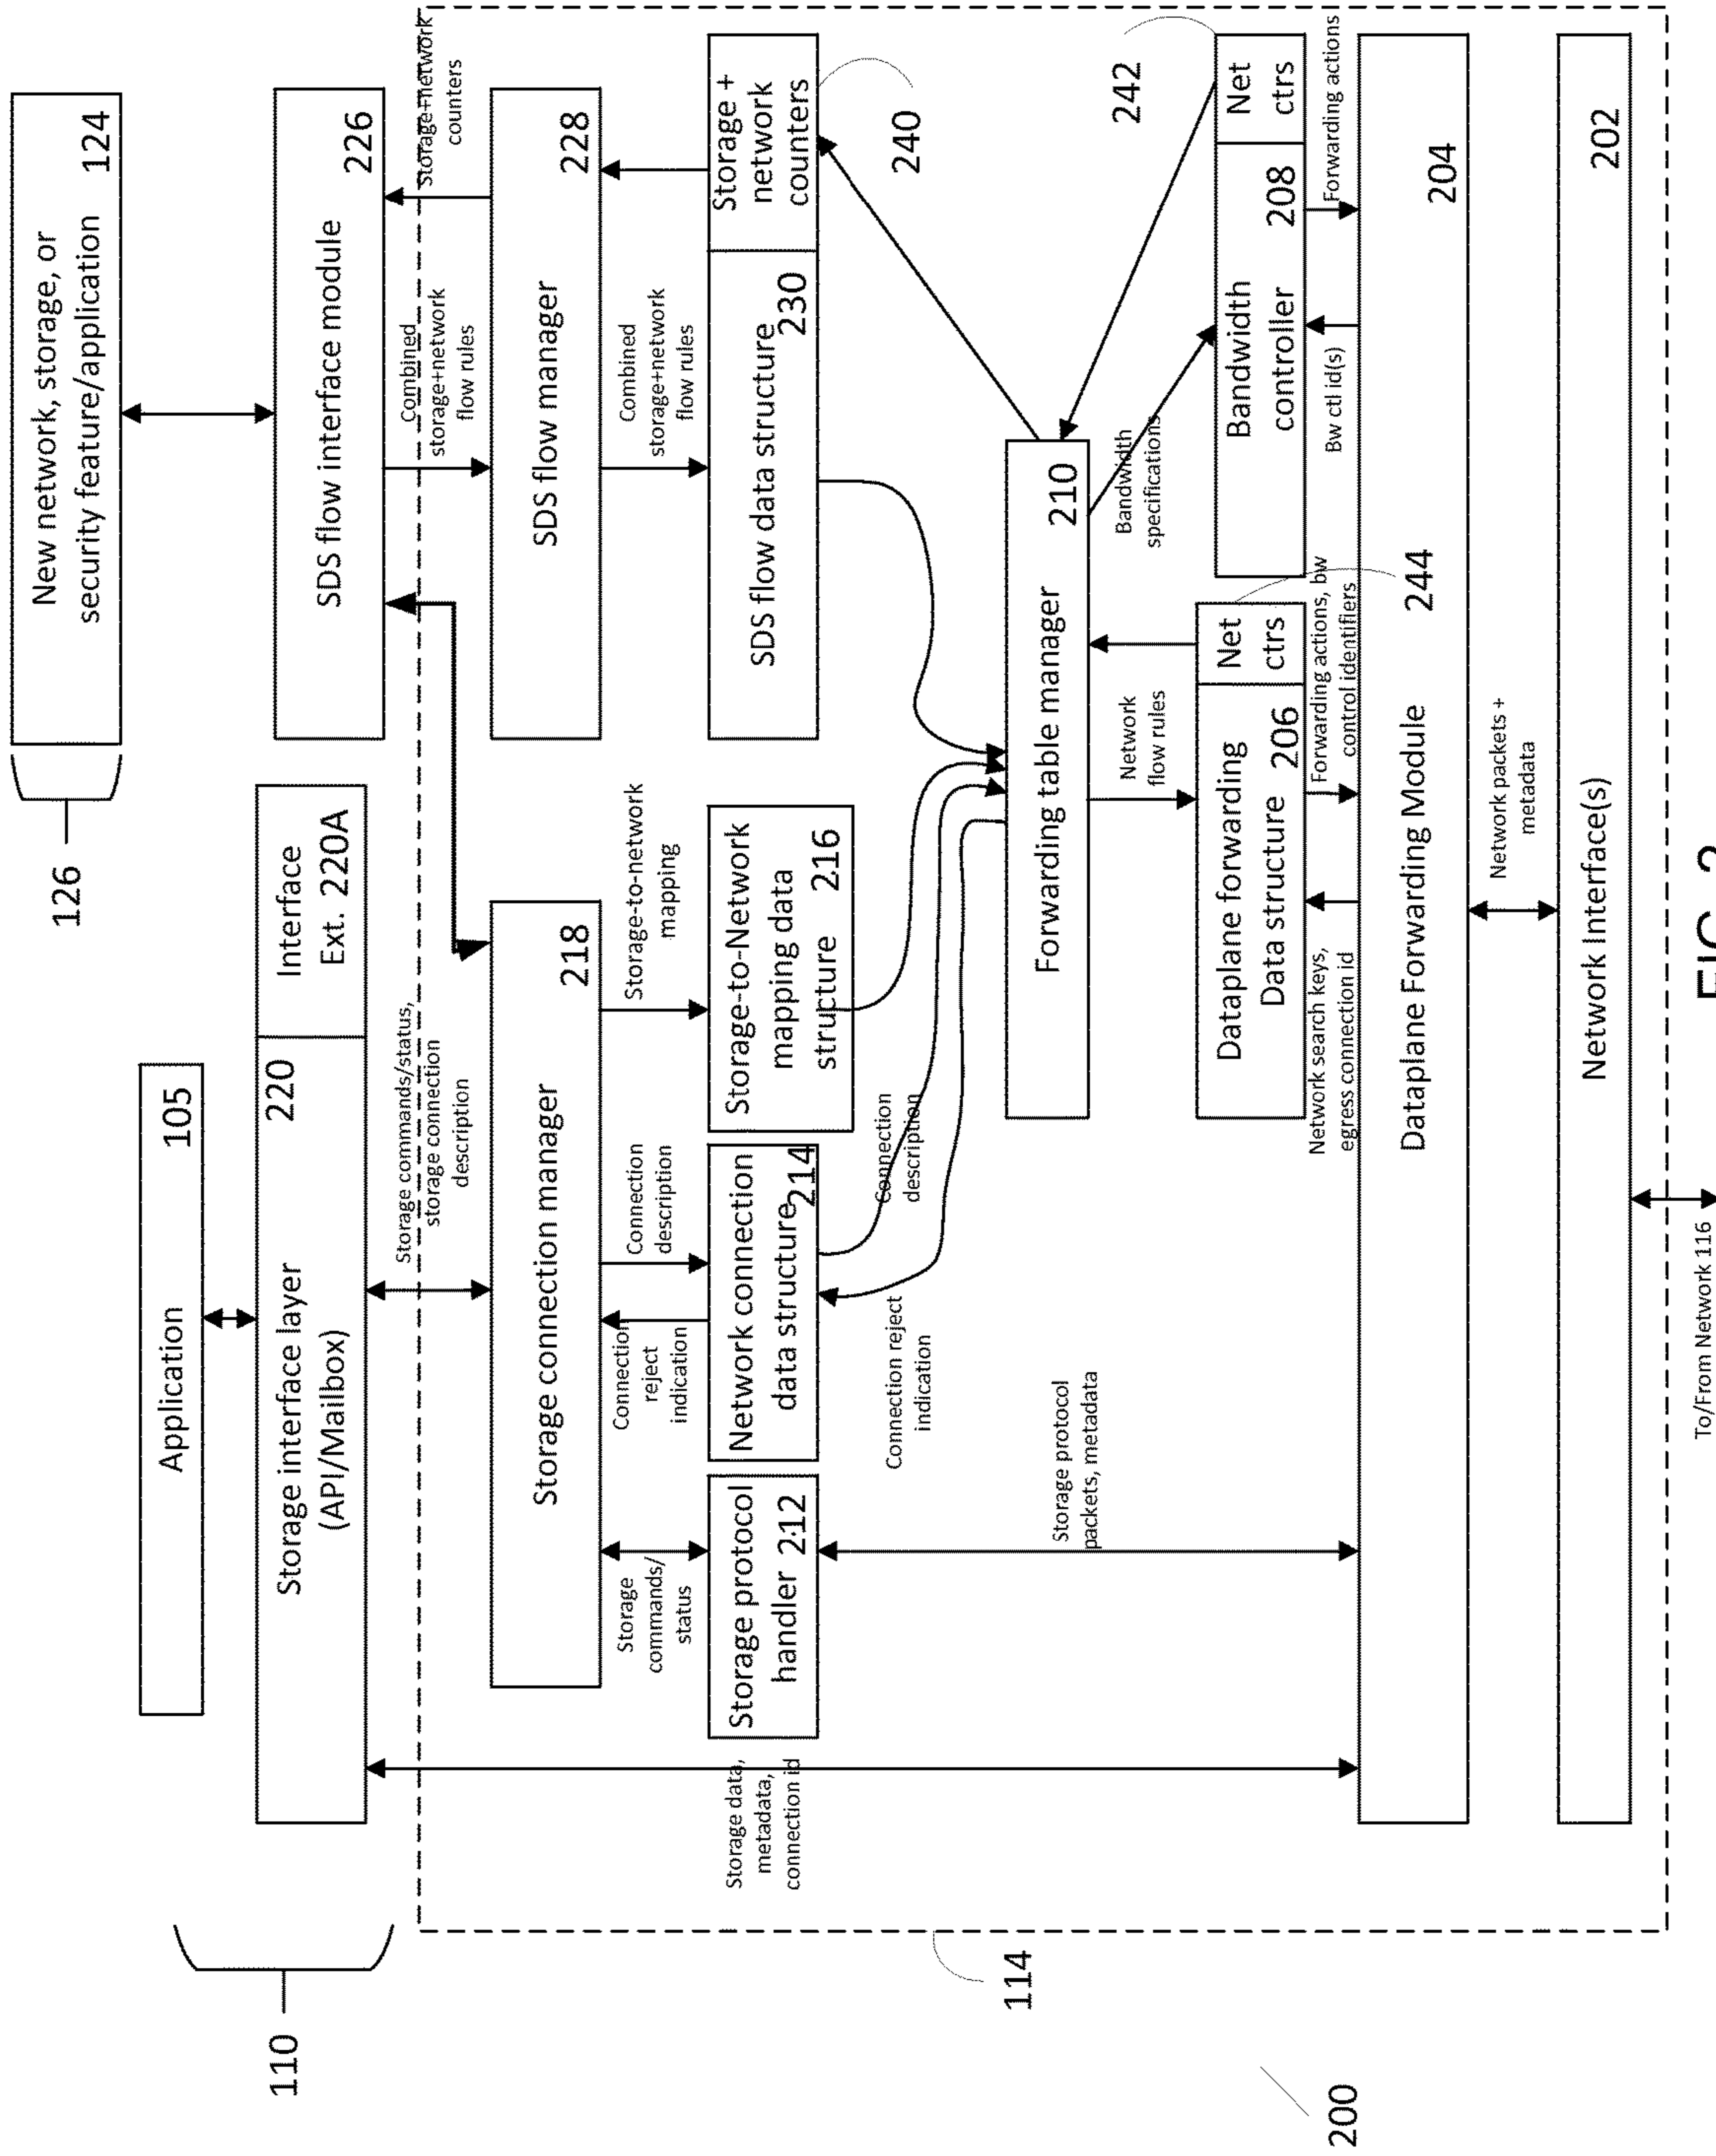 126
New network, storage, or
security feature/application
124
110
Application
105
Storage interface layer
(API/Mailbox)
220
Interface
Ext. 220A
SDS flow interface module
226
Storage commands/status,
storage connection
description
Combined
storage+network
flow rules
Storage+network
counters
Storage connection manager
218
SDS flow manager
228
Storage
commands/
status
Connection
reject
indication
Connection
description
Storage-to-network
mapping
Combined
storage+network
flow rules
Storage data,
metadata,
connection id
Storage protocol
handler 212
Network connection
data structure
214
Storage-to-Network
mapping data
structure
216
SDS flow data structure
230
Storage +
network
counters
240
Connection reject
indication
Connection
description
114
Storage protocol
packets, metadata
Forwarding table manager
210
Network
flow rules
Bandwidth
specifications
242
Dataplane forwarding
Data structure
206
Net
ctrs
Bandwidth
controller
208
Net
ctrs
Network search keys,
egress connection id
Forwarding actions, bw
control identifiers
Bw ctl id(s)
Forwarding actions
244
Dataplane Forwarding Module
204
Network packets +
metadata
Network Interface(s)
202
200
To/From Network 116
FIG. 2